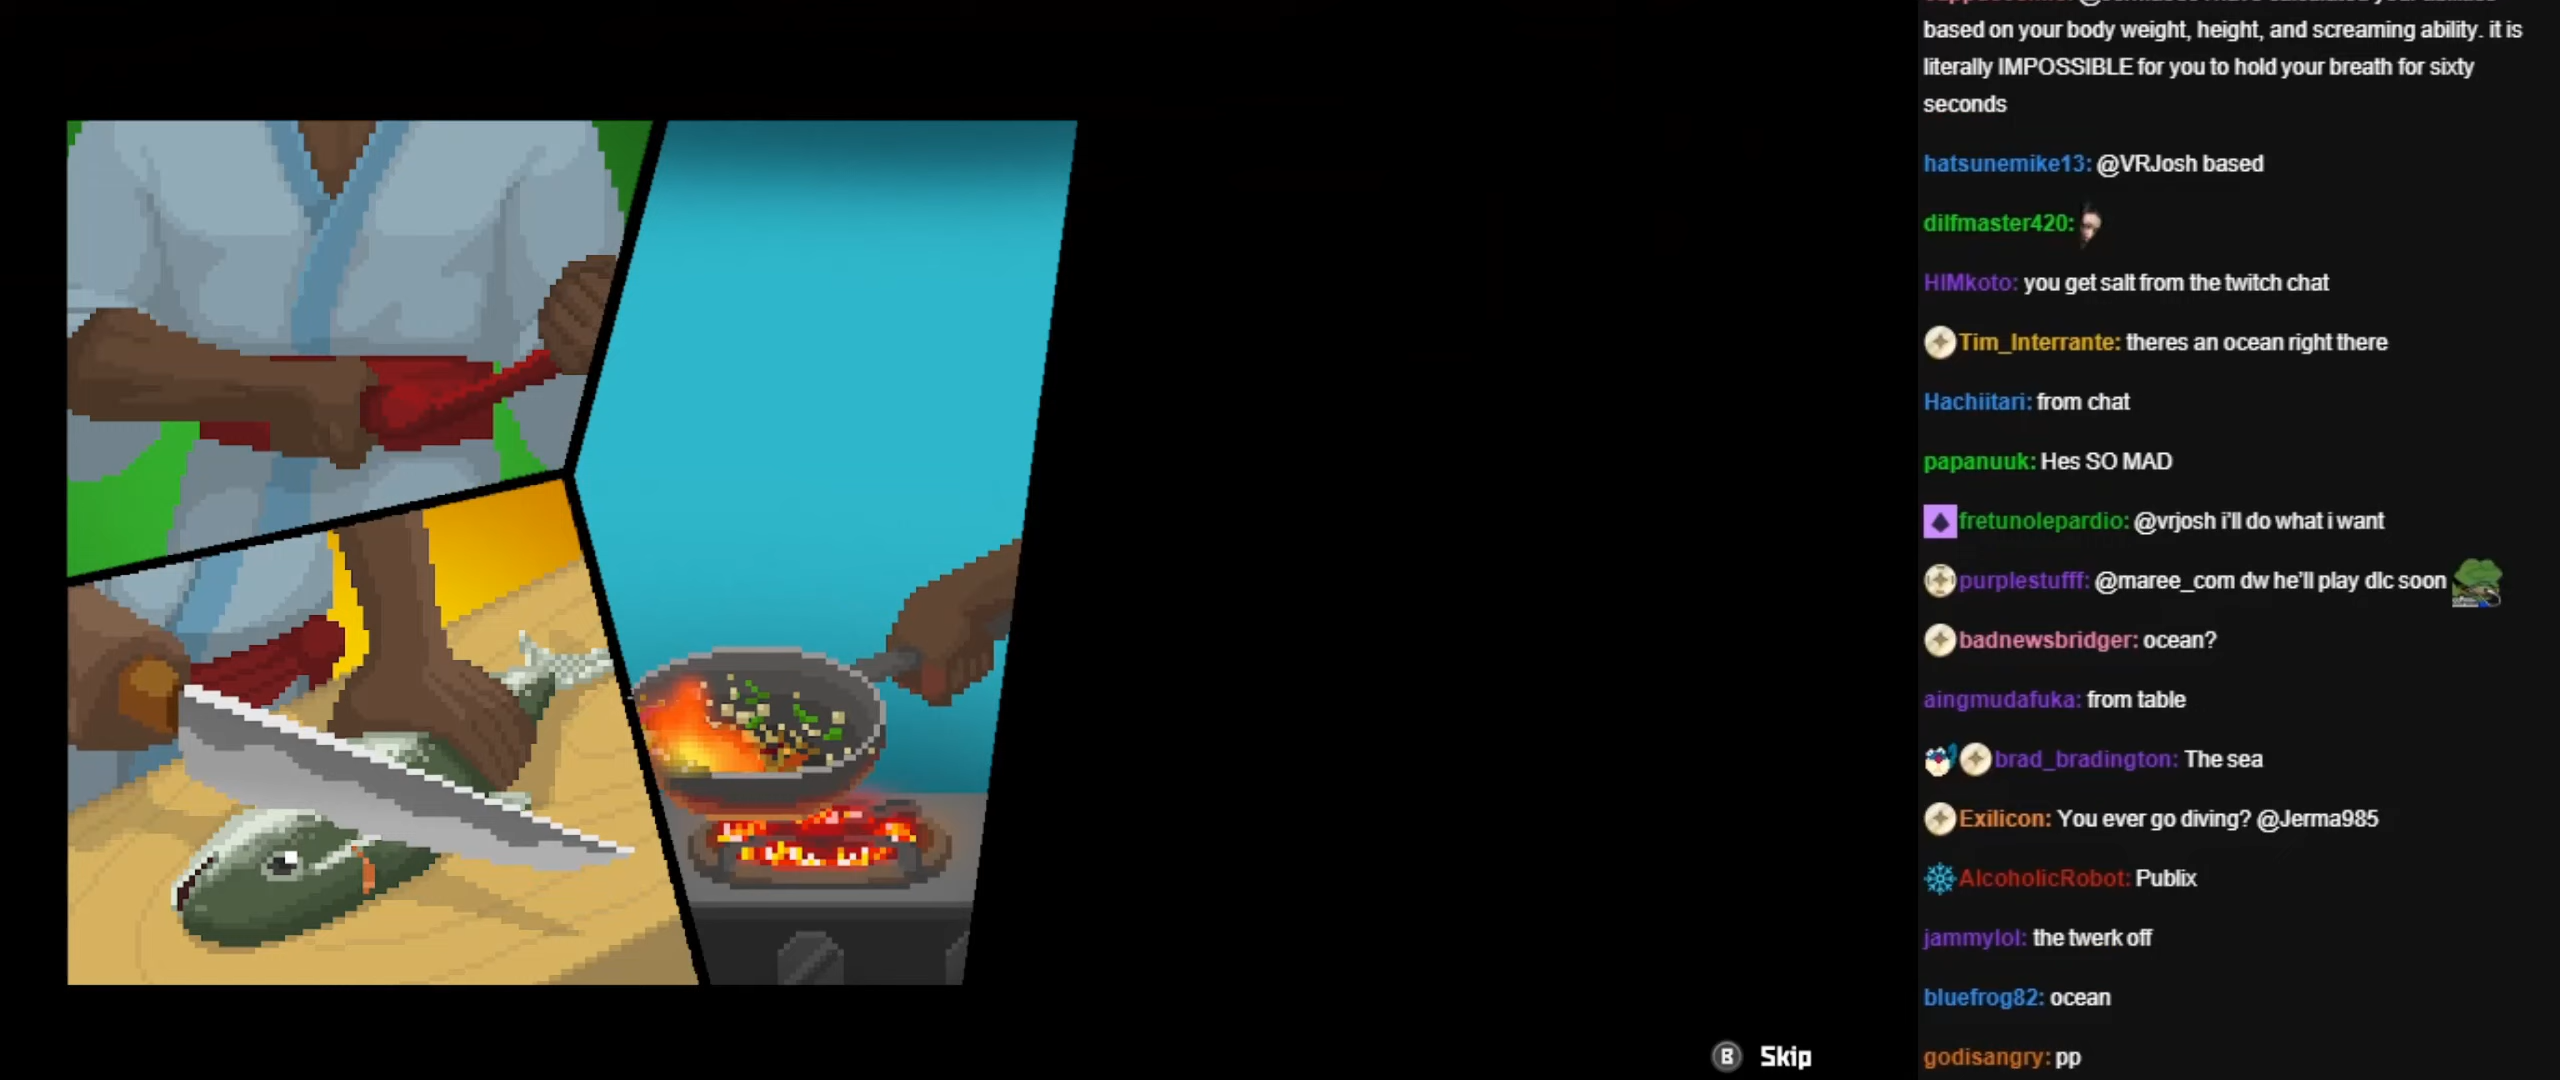 based on your body weight, height, and screaming ability. it is
literally IMPOSSIBLE for you to hold your breath for sixty
seconds
hatsunemike13: @VRJosh based
dilfmaster420:
HIMkoto: you get salt from the twitch chat
Tim_Interrante: theres an ocean right there
Hachiitari: from chat
papanuuk: Hes SO MAD
fretunolepardio: @vrjosh i'll do what i want
purplestufff: @maree_com dw he'll play dlc soon
badnewsbridger: ocean?
aingmudafuka: from table
brad_bradington: The sea
Exilicon: You ever go diving? @Jerma985
AlcoholicRobot: Publix
jammylol: the twerk off
bluefrog82: ocean
godisangry: pp
B Skip